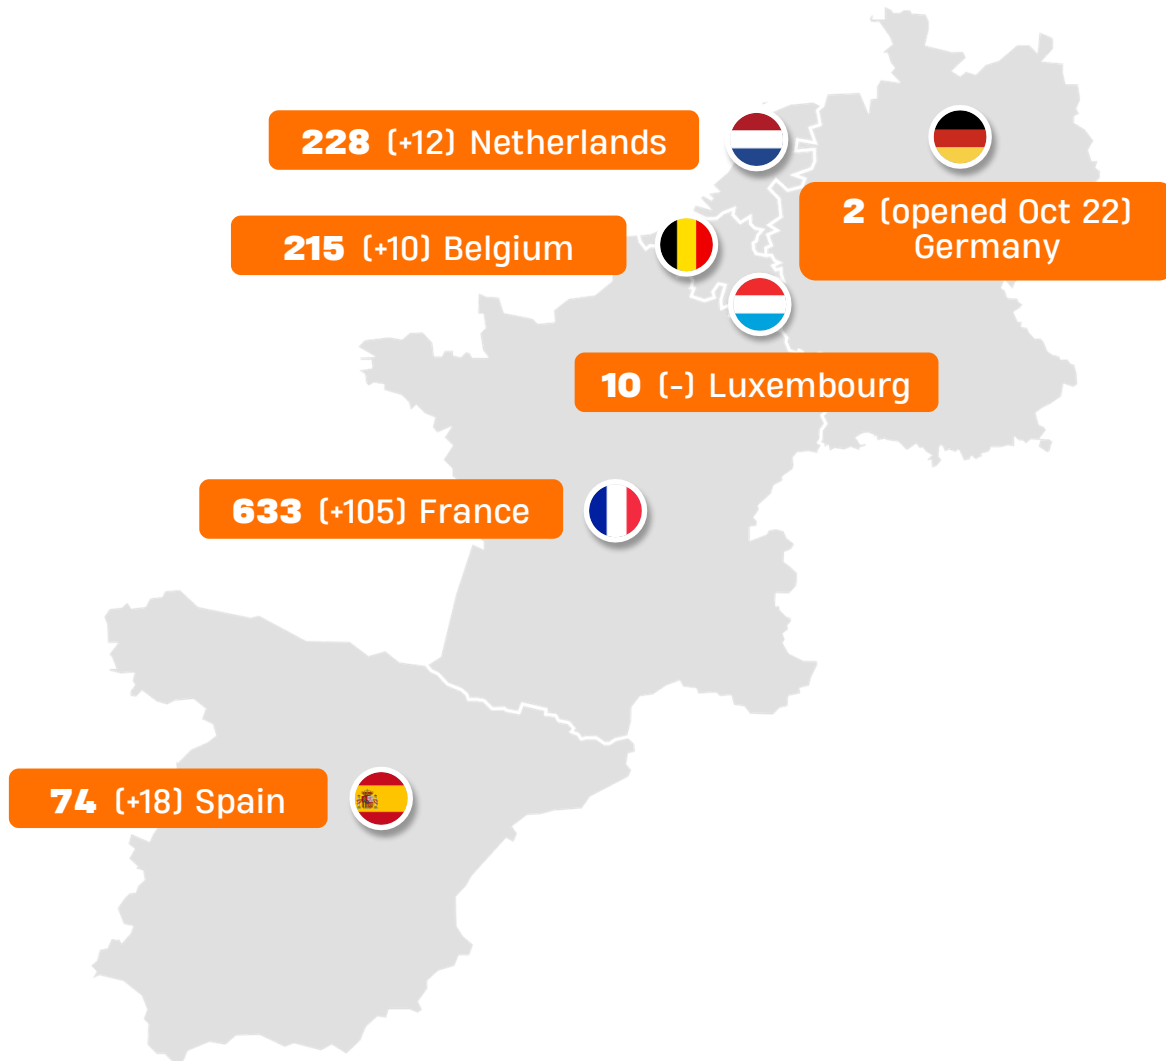 228 (+12) Netherlands
215 (+10) Belgium
2 (opened Oct 22)
Germany
10 (-) Luxembourg
633 (+105) France
74 (+18) Spain